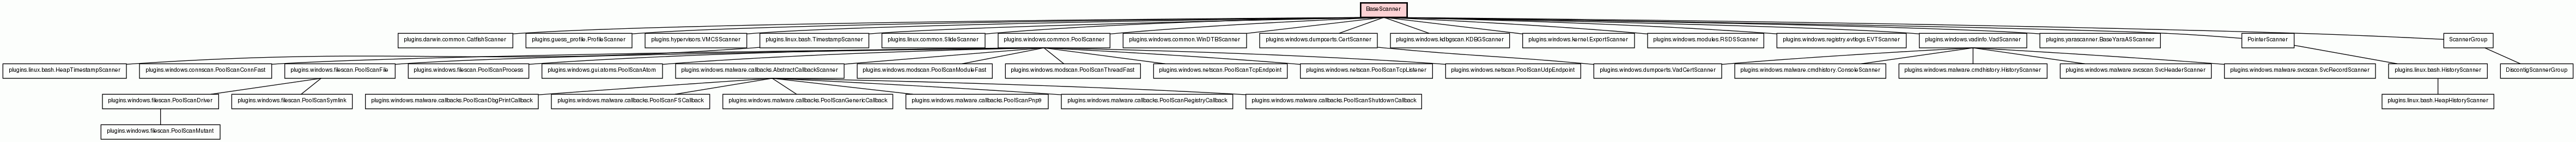 BaseScanner
plugins.darwin.common.CatfishScanner
plugins.guess_profile.ProfileScanner
plugins.hypervisors.VMCSScanner
plugins.linux.bash.TimestampScanner
plugins.linux.common.SlideScanner
plugins.windows.common.PoolScanner
plugins.windows.common.WinDTBScanner
plugins.windows.dumpcerts.CertScanner
plugins.windows.kdbgscan.KDBGScanner
plugins.windows.kernel.ExportScanner
plugins.windows.modules.RSDSScanner
plugins.windows.registry.evtlogs.EVTScanner
plugins.windows.vadinfo.VadScanner
plugins.yarascanner.BaseYaraASScanner
PointerScanner
ScannerGroup
plugins.linux.bash.HeapTimestampScanner
plugins.windows.connscan.PoolScanConnFast
plugins.windows.filescan.PoolScanFile
plugins.windows.filescan.PoolScanProcess
plugins.windows.gui.atoms.PoolScanAtom
plugins.windows.malware.callbacks.AbstractCallbackScanner
plugins.windows.modscan.PoolScanModuleFast
plugins.windows.modscan.PoolScanThreadFast
plugins.windows.netscan.PoolScanTcpEndpoint
plugins.windows.netscan.PoolScanTcpListener
plugins.windows.netscan.PoolScanUdpEndpoint
plugins.windows.dumpcerts.VadCertScanner
plugins.windows.malware.cmdhistory.ConsoleScanner
plugins.windows.malware.cmdhistory.HistoryScanner
plugins.windows.malware.svcscan.SvcHeaderScanner
plugins.windows.malware.svcscan.SvcRecordScanner
plugins.linux.bash.HistoryScanner
DiscontigScannerGroup
plugins.windows.filescan.PoolScanDriver
plugins.windows.filescan.PoolScanSymlink
plugins.windows.malware.callbacks.PoolScanDbgPrintCallback
plugins.windows.malware.callbacks.PoolScanFSCallback
plugins.windows.malware.callbacks.PoolScanGenericCallback
plugins.windows.malware.callbacks.PoolScanPnp9
plugins.windows.malware.callbacks.PoolScanRegistryCallback
plugins.windows.malware.callbacks.PoolScanShutdownCallback
plugins.linux.bash.HeapHistoryScanner
plugins.windows.filescan.PoolScanMutant